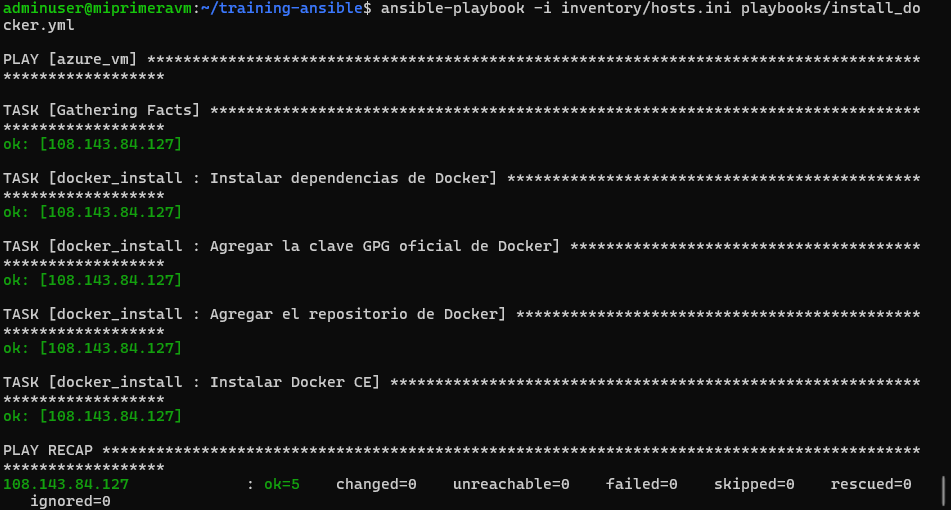 adminuser@miprimeravm:~/training-ansible$ ansible-playbook -i inventory/hosts.ini playbooks/install_do
cker.yml
PLAY [azure_vm] **************************************************************************************
******************
TASK [Gathering Facts] *******************************************************************************
******************
ok: [108.143.84.127]
TASK [docker_install : Instalar dependencias de Docker] **********************************************
******************
ok: [108.143.84.127]
TASK [docker_install : Agregar la clave GPG oficial de Docker] ***************************************
******************
ok: [108.143.84.127]
TASK [docker_install : Agregar el repositorio de Docker] *********************************************
******************
ok: [108.143.84.127]
TASK [docker_install : Instalar Docker CE] ***********************************************************
******************
ok: [108.143.84.127]
PLAY RECAP *******************************************************************************************
******************
108.143.84.127             : ok=5    changed=0    unreachable=0    failed=0    skipped=0    rescued=0
   ignored=0